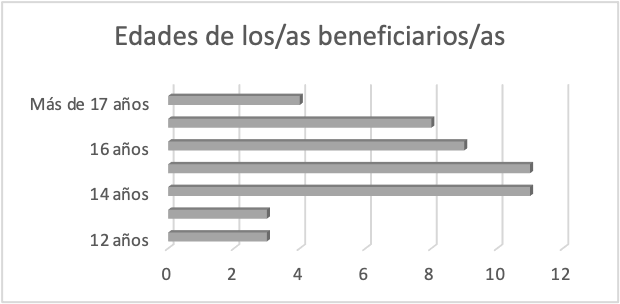 Edades de los/as beneficiarios/as
Más de 17 años
16 años
14 años
12 años
0 2 4 6 8 10 12